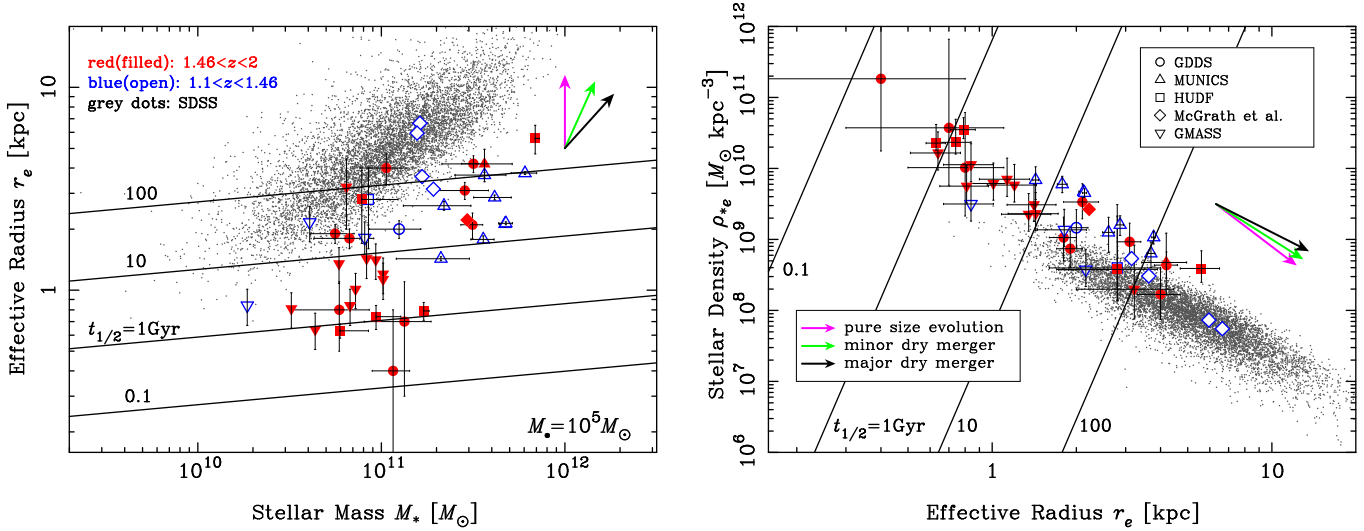 red(filled): 1.46<z<2
blue(open): 1.1<z<1.46
grey dots: SDSS
10
1
Effective Radius r_e [kpc]
100
10
t_{1/2}=1Gyr
0.1
M_•=10^5 M_⊙
10^{10}
10^{11}
10^{12}
Stellar Mass M_* [M_⊙]
10^{12}
10^{11}
10^{10}
10^9
10^8
10^7
10^6
Stellar Density ρ_{*e} [M_⊙ kpc^{-3}]
GDDS
MUNICS
HUDF
McGrath et al.
GMASS
0.1
pure size evolution
minor dry merger
major dry merger
t_{1/2}=1Gyr
10
100
1
10
Effective Radius r_e [kpc]